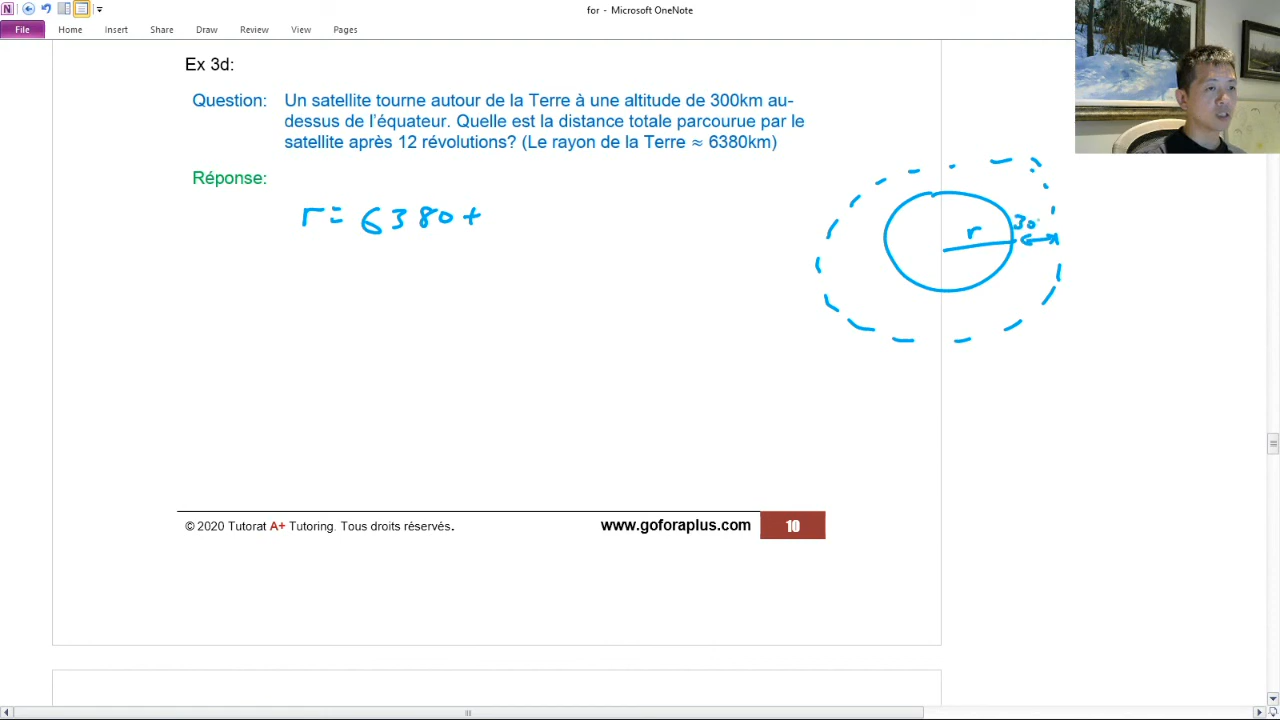 for - Microsoft OneNote
File Home Insert Share Draw Review View Pages
Ex 3d:
Question: Un satellite tourne autour de la Terre à une altitude de 300km au-
dessus de l'équateur. Quelle est la distance totale parcourue par le
satellite après 12 révolutions? (Le rayon de la Terre ≈ 6380km)
Réponse:
r = 6380 +
r
30
© 2020 Tutorat A+ Tutoring. Tous droits réservés.
www.goforaplus.com
10